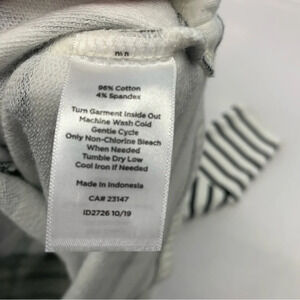 96% Cotton
4% Spandex
Turn Garment Inside Out
Machine Wash Cold
Gentle Cycle
Only Non-Chlorine Bleach
When Needed
Tumble Dry Low
Cool Iron if Needed
Made in Indonesia
CA# 23147
ID2726 10/19